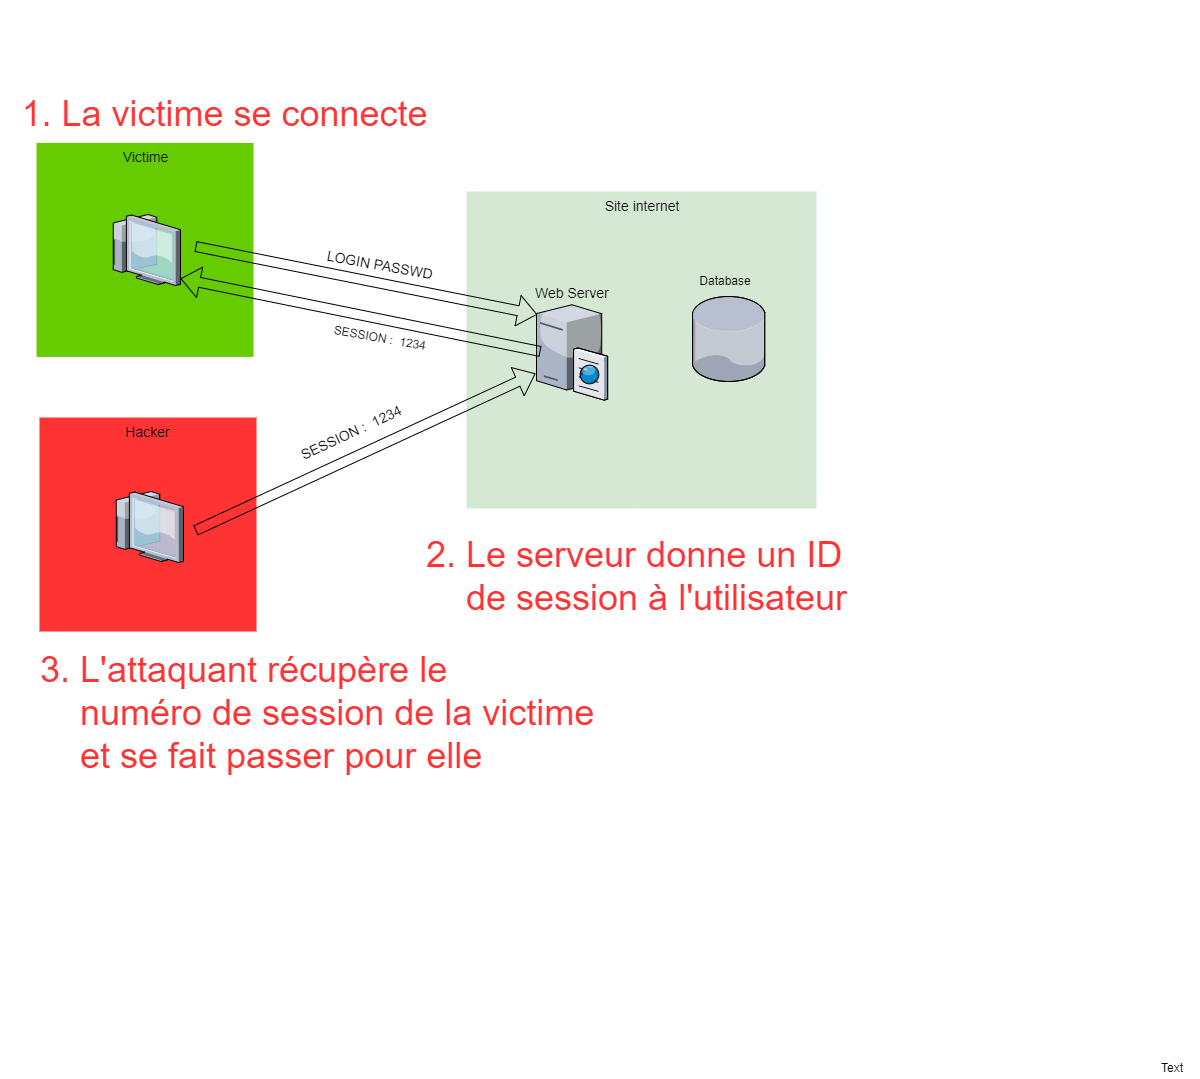 1. La victime se connecte
Victime
Site internet
LOGIN PASSWD
Database
Web Server
SESSION : 1234
SESSION : 1234
Hacker
2. Le serveur donne un ID
de session à l'utilisateur
3. L'attaquant récupère le
numéro de session de la victime
et se fait passer pour elle
Text